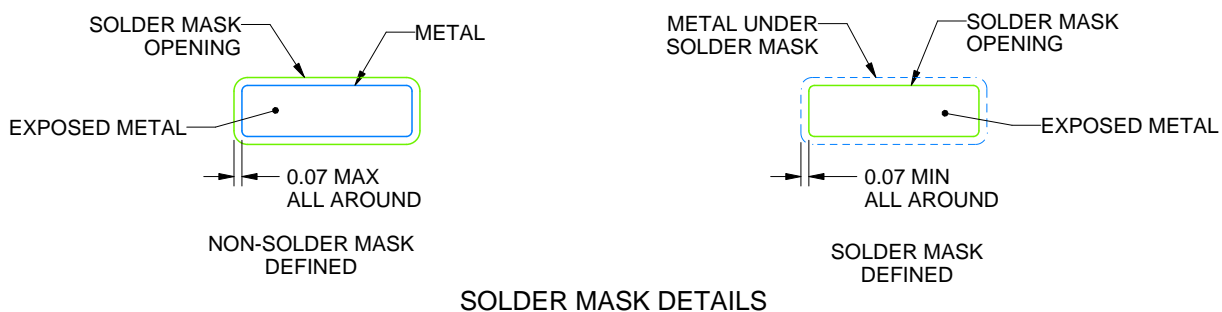 SOLDER MASK
OPENING
METAL
EXPOSED METAL
0.07 MAX
ALL AROUND
NON-SOLDER MASK
DEFINED
METAL UNDER
SOLDER MASK
SOLDER MASK
OPENING
EXPOSED METAL
0.07 MIN
ALL AROUND
SOLDER MASK
DEFINED
SOLDER MASK DETAILS